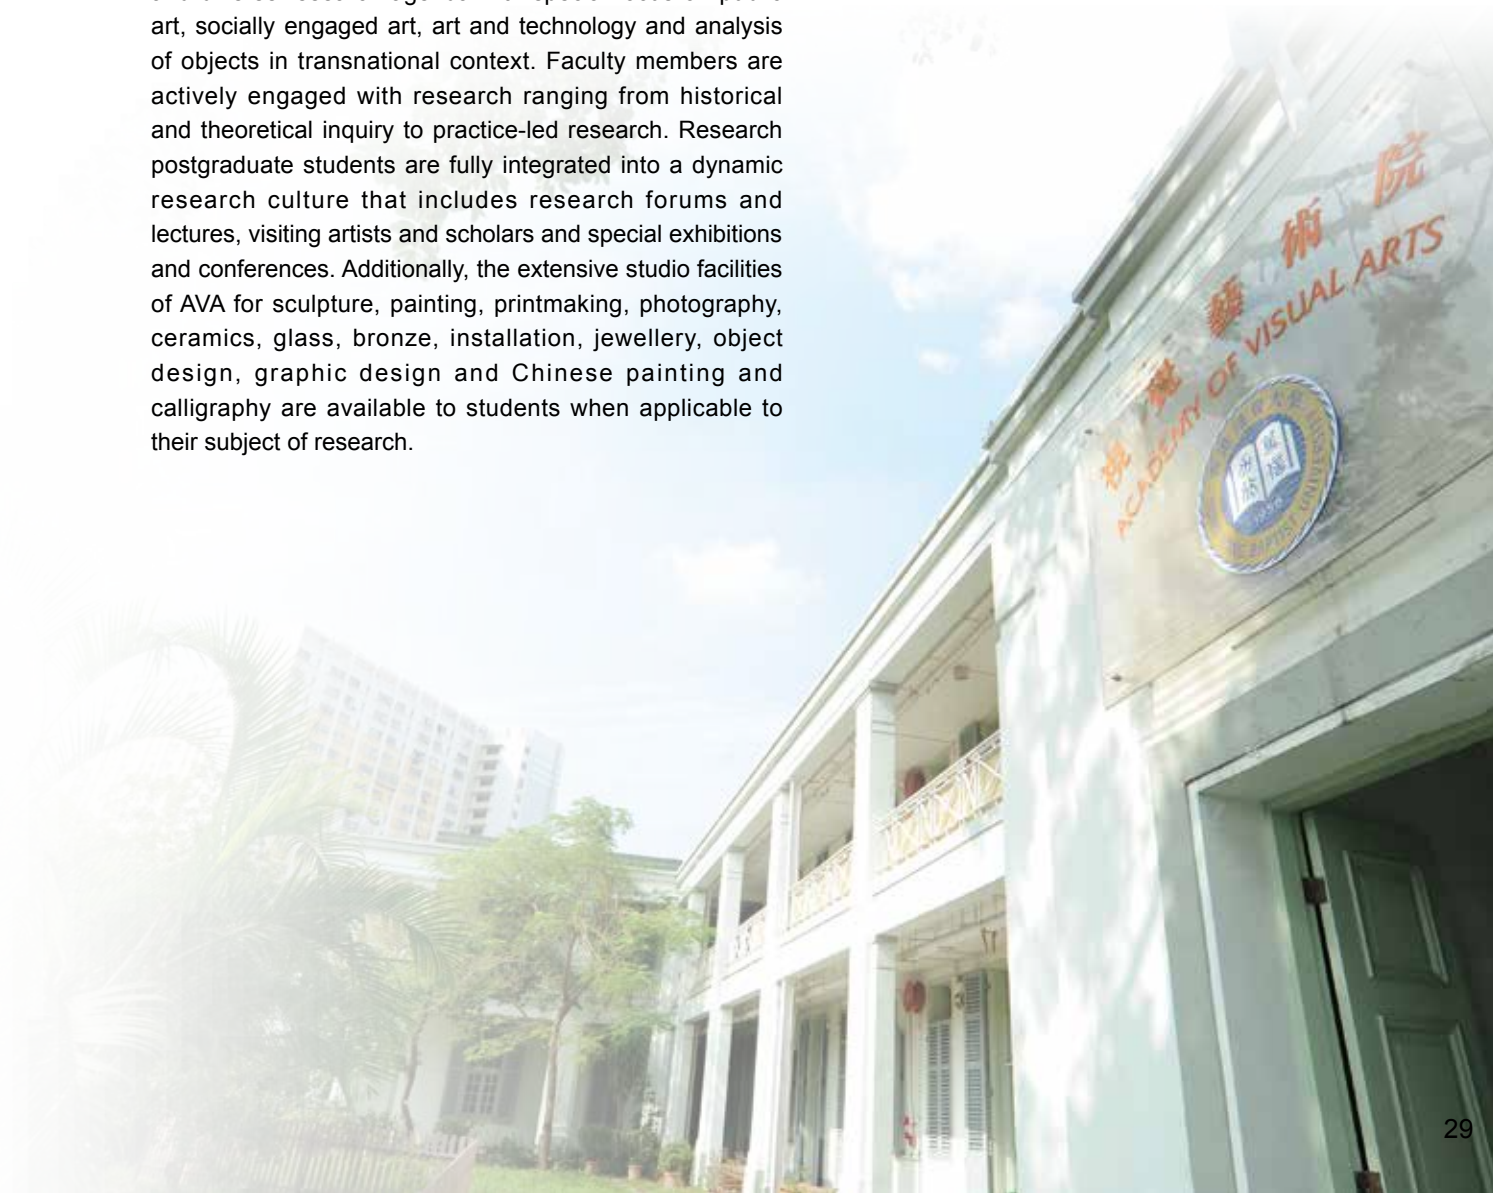 art, socially engaged art, art and technology and analysis
of objects in transnational context. Faculty members are
actively engaged with research ranging from historical
and theoretical inquiry to practice-led research. Research
postgraduate students are fully integrated into a dynamic
research culture that includes research forums and
lectures, visiting artists and scholars and special exhibitions
and conferences. Additionally, the extensive studio facilities
of AVA for sculpture, painting, printmaking, photography,
ceramics, glass, bronze, installation, jewellery, object
design, graphic design and Chinese painting and
calligraphy are available to students when applicable to
their subject of research.
視覺藝術院
ACADEMY OF VISUAL ARTS
1956
BAPTIST UNIV
29